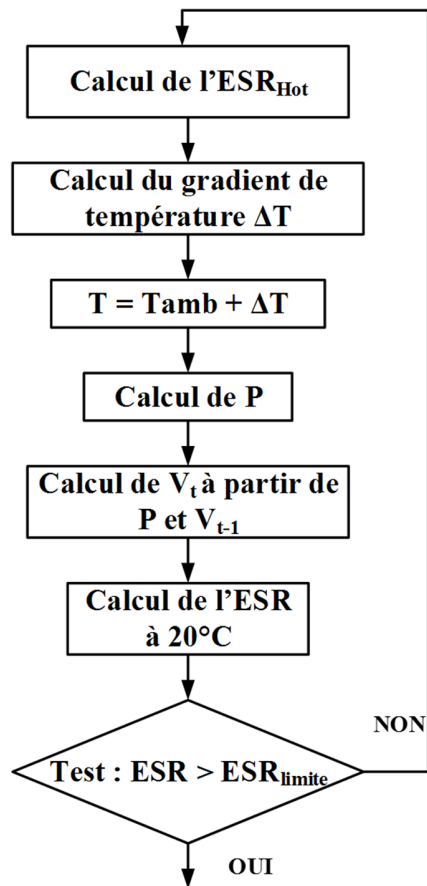 Calcul de l'ESRHot
Calcul du gradient de
température ΔT
T = Tamb + ΔT
Calcul de P
Calcul de Vt à partir de
P et Vt-1
Calcul de l'ESR
à 20°C
NON
Test : ESR > ESRlimite
OUI